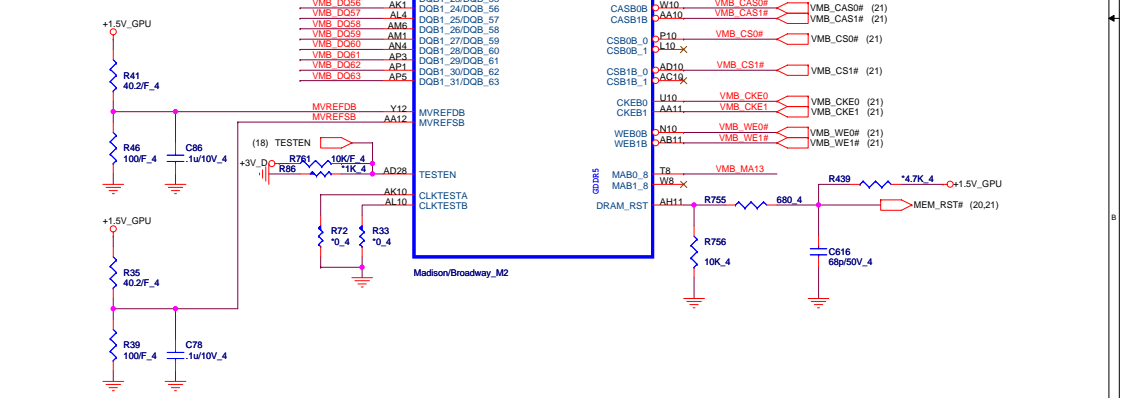 VMB_DQ56 AK1 DQB1_24/DQB_56
VMB_DQ57 AL4 DQB1_25/DQB_57
VMB_DQ58 AM6 DQB1_26/DQB_58
VMB_DQ59 AM1 DQB1_27/DQB_59
VMB_DQ60 AN4 DQB1_28/DQB_60
VMB_DQ61 AP3 DQB1_29/DQB_61
VMB_DQ62 AP1 DQB1_30/DQB_62
VMB_DQ63 AP5 DQB1_31/DQB_63
CASB0B W10 VMB_CAS0# VMB_CAS0# (21)
CASB1B AA10 VMB_CAS1# VMB_CAS1# (21)
CSB0B_0 P10 VMB_CS0# VMB_CS0# (21)
CSB0B_1 L10
CSB1B_0 AD10 VMB_CS1# VMB_CS1# (21)
CSB1B_1 AC10
CKEB0 U10 VMB_CKE0 VMB_CKE0 (21)
CKEB1 AA11 VMB_CKE1 VMB_CKE1 (21)
WEB0B N10 VMB_WE0# VMB_WE0# (21)
WEB1B AB11 VMB_WE1# VMB_WE1# (21)
MAB0_8 T8 VMB_MA13
MAB1_8 W8
DRAM_RST AH11
GDDR5
+1.5V_GPU
R41
40.2/F_4
MVREFDB Y12 MVREFDB
MVREFSB AA12 MVREFSB
R46
100/F_4
C86
.1u/10V_4
(18) TESTEN
+3V_D R761 10K/F_4
R86 *1K_4
AD28 TESTEN
AK10 CLKTESTA
AL10 CLKTESTB
R72
*0_4
R33
*0_4
+1.5V_GPU
R35
40.2/F_4
R39
100/F_4
C78
.1u/10V_4
Madison/Broadway_M2
R439 *4.7K_4 +1.5V_GPU
R755 680_4 MEM_RST# (20,21)
R756
10K_4
C616
68p/50V_4
B